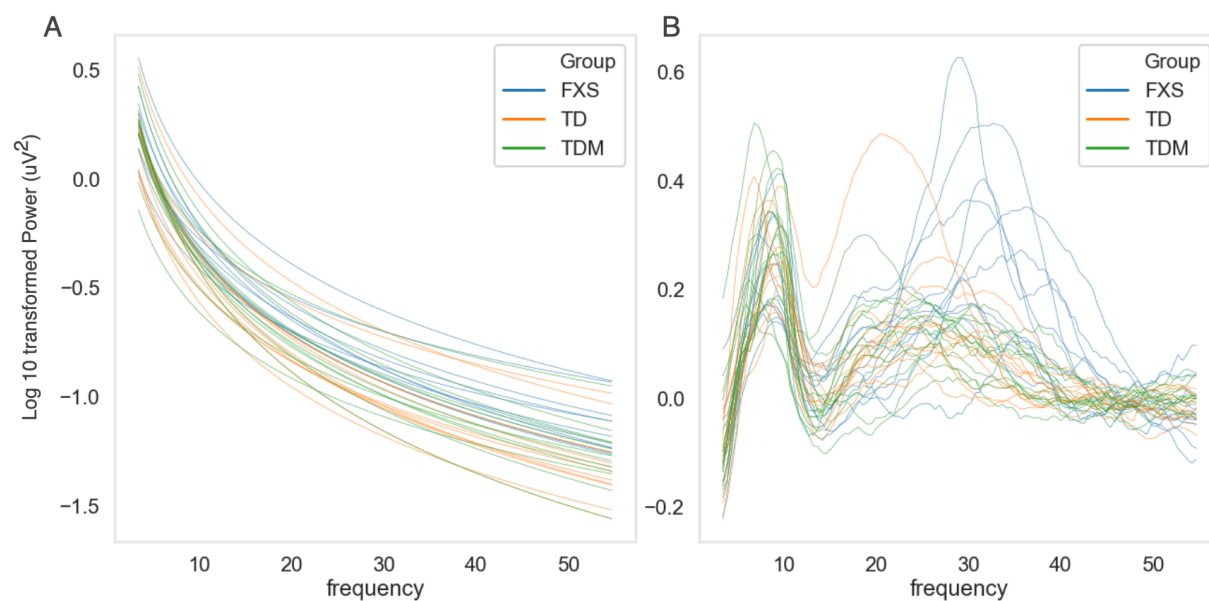 A
Log 10 transformed Power (uV2)
0.5
0.0
−0.5
−1.0
−1.5
10 20 30 40 50
frequency
Group
FXS
TD
TDM
B
0.6
0.4
0.2
0.0
−0.2
10 20 30 40 50
frequency
Group
FXS
TD
TDM